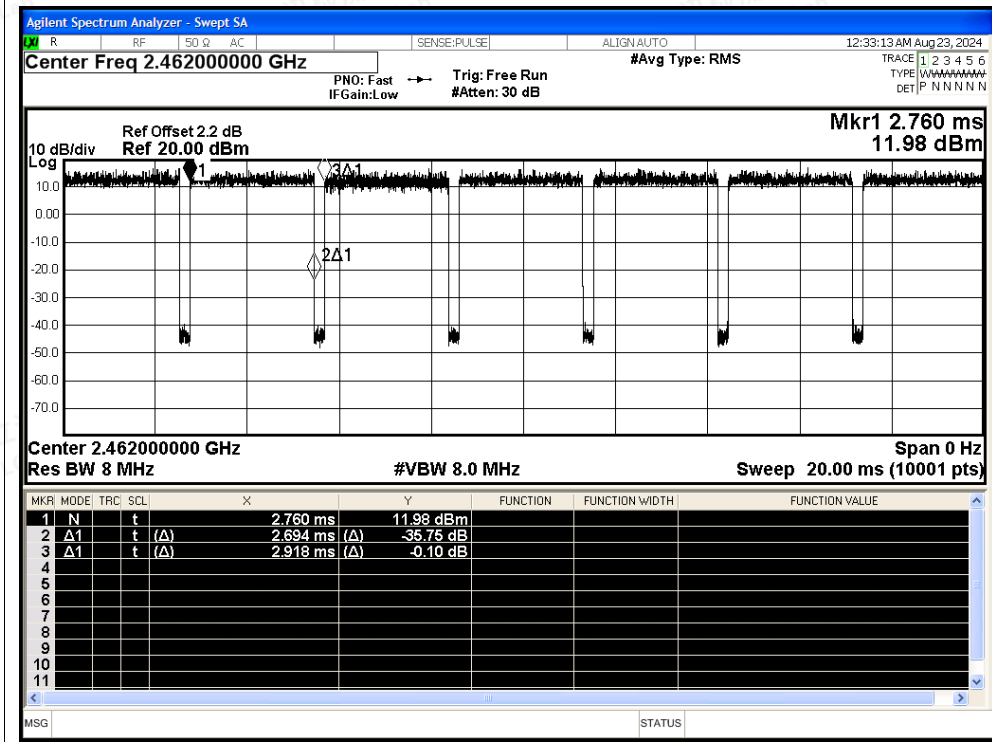 Agilent Spectrum Analyzer - Swept SA
LXI R RF 50 Ω AC SENSE:PULSE ALIGN AUTO 12:33:13 AM Aug 23, 2024
Center Freq 2.462000000 GHz #Avg Type: RMS TRACE 1 2 3 4 5 6
PNO: Fast Trig: Free Run TYPE W
IFGain:Low #Atten: 30 dB DET P N N N N N
Mkr1 2.760 ms
Ref Offset 2.2 dB
10 dB/div Ref 20.00 dBm 11.98 dBm
Log
1 3Δ1
10.0
0.00
-10.0
2Δ1
-20.0
-30.0
-40.0
-50.0
-60.0
-70.0
Center 2.462000000 GHz Span 0 Hz
Res BW 8 MHz #VBW 8.0 MHz Sweep 20.00 ms (10001 pts)
MKR MODE TRC SCL X Y FUNCTION FUNCTION WIDTH FUNCTION VALUE
1 N t 2.760 ms 11.98 dBm
2 Δ1 t (Δ) 2.694 ms (Δ) -35.75 dB
3 Δ1 t (Δ) 2.918 ms (Δ) -0.10 dB
4
5
6
7
8
9
10
11
MSG STATUS